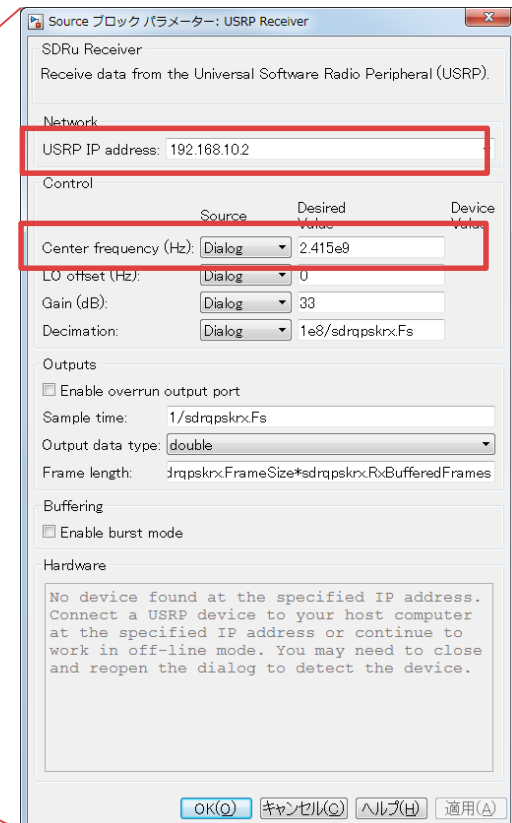 Source ブロック パラメーター: USRP Receiver
SDRu Receiver
Receive data from the Universal Software Radio Peripheral (USRP).
Network
USRP IP address: 192.168.10.2
Control
Source Desired Value Device Value
Center frequency (Hz): Dialog 2.415e9
LO offset (Hz): Dialog 0
Gain (dB): Dialog 33
Decimation: Dialog 1e8/sdrqpskrx.Fs
Outputs
Enable overrun output port
Sample time: 1/sdrqpskrx.Fs
Output data type: double
Frame length: drqpskrx.FrameSize*sdrqpskrx.RxBufferedFrames
Buffering
Enable burst mode
Hardware
No device found at the specified IP address.
Connect a USRP device to your host computer
at the specified IP address or continue to
work in off-line mode. You may need to close
and reopen the dialog to detect the device.
OK(O) キャンセル(C) ヘルプ(H) 適用(A)